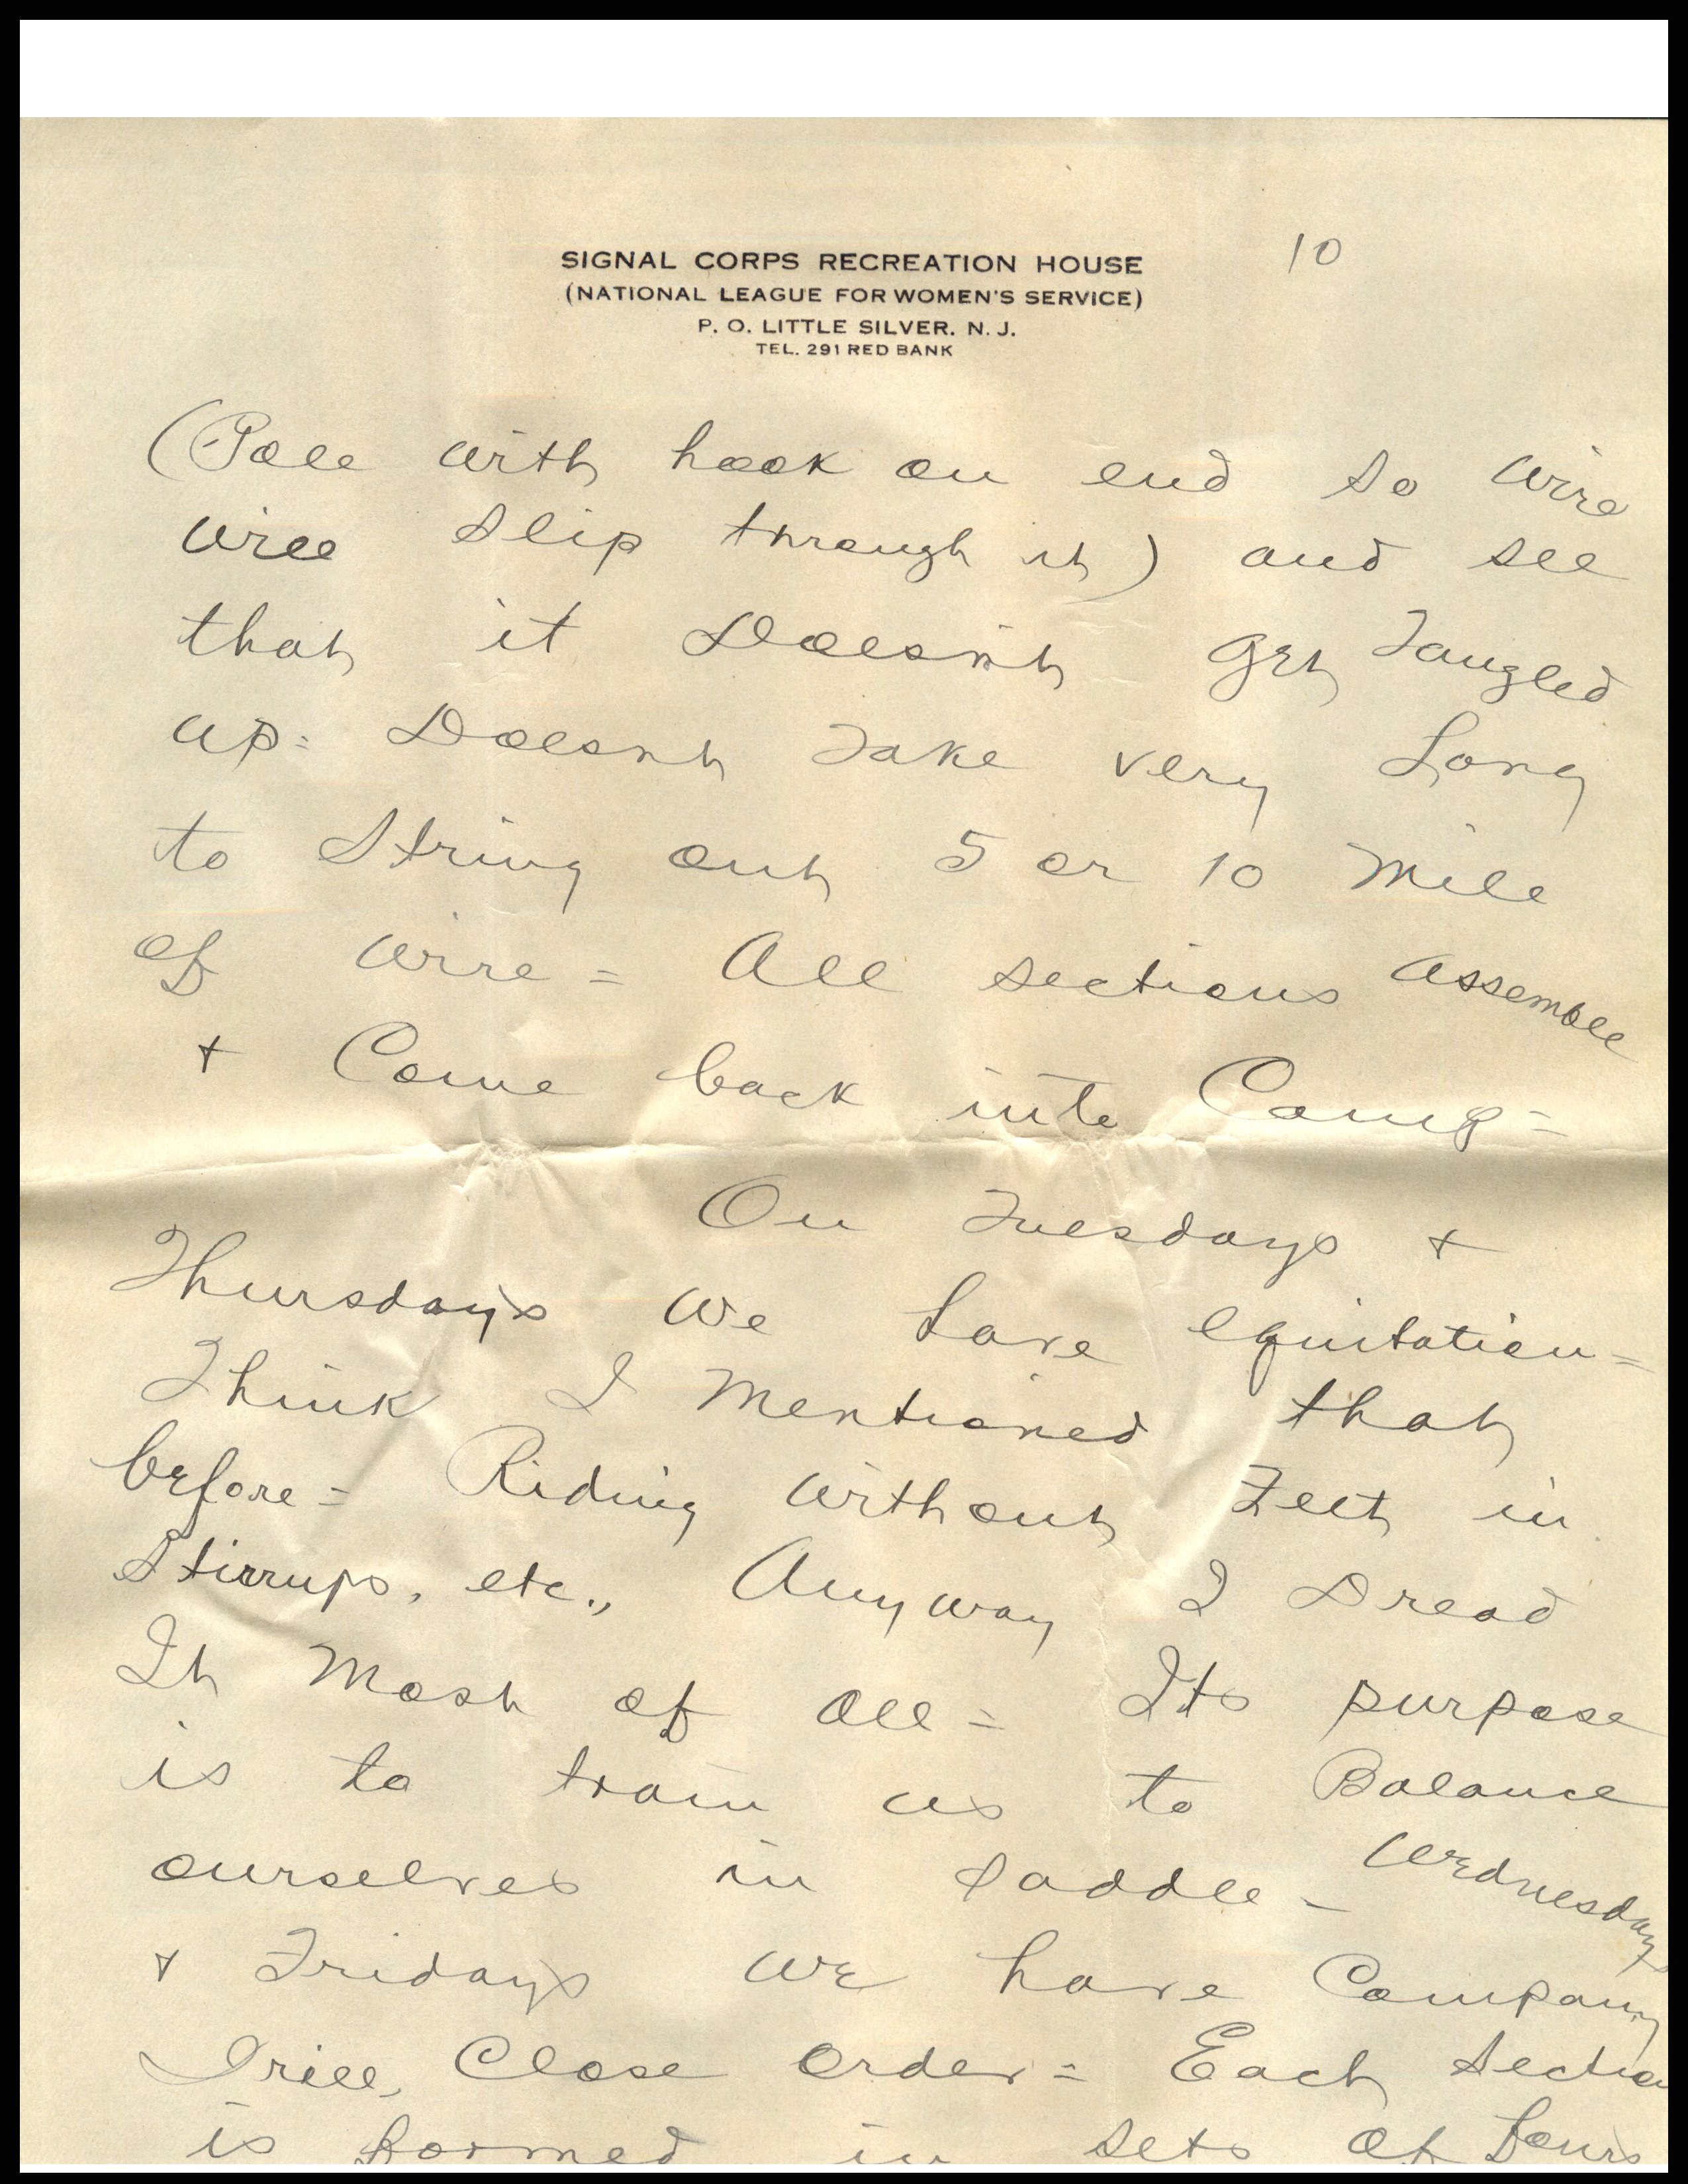 10
SIGNAL CORPS RECREATION HOUSE
(NATIONAL LEAGUE FOR WOMEN'S SERVICE)
P. O. LITTLE SILVER. N. J.
TEL. 291 RED BANK
(Pole with hook on end so wire
will slip through it) and see
that it Doesn't get Tangled
up = Doesnt Take very Long
to String out 5 or 10 mile
of wire = All sections assemble
+ Come back into Camp =
On Tuesdays +
Thursdays we have equitation =
Think I mentioned that
before = Riding without Feet in
Stirrups, etc., Anyway I Dread
It most of all = Its purpose
is to train us to Balance
ourselves in saddle - Wednesdays
+ Fridays we have Company
Drill, Close order = Each section
is formed in sets of fours